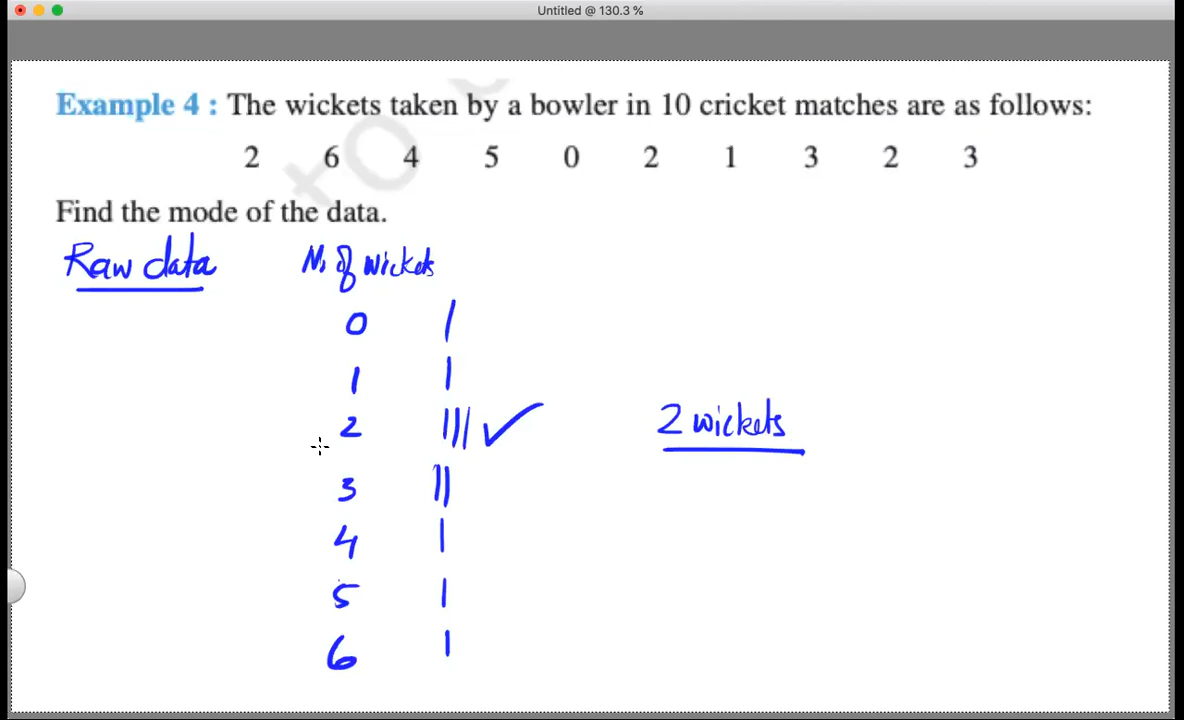 Untitled @ 130.3 %
Example 4 : The wickets taken by a bowler in 10 cricket matches are as follows:
2 6 4 5 0 2 1 3 2 3
Find the mode of the data.
Raw data
of wickets
0 |
1 |
2 ||| ✓
2 wickets
3 ||
4 |
5 |
6 |